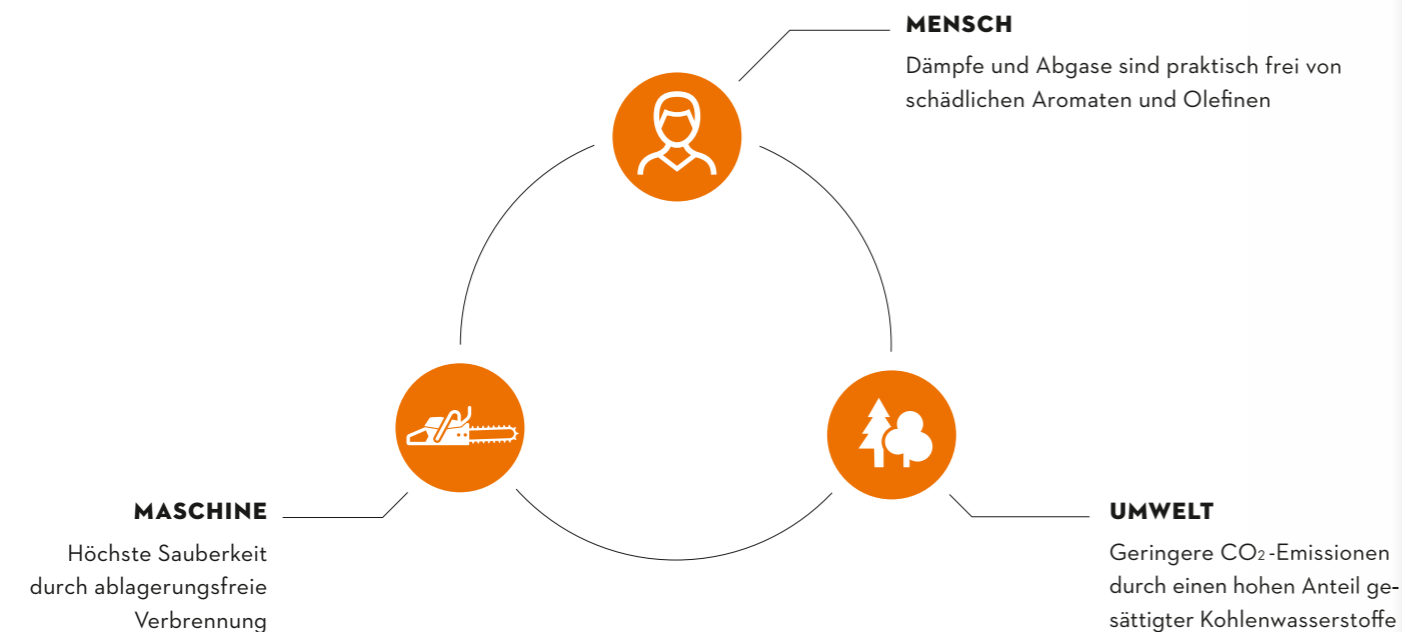 MENSCH
Dämpfe und Abgase sind praktisch frei von
schädlichen Aromaten und Olefinen
MASCHINE
Höchste Sauberkeit
durch ablagerungsfreie
Verbrennung
UMWELT
Geringere CO₂-Emissionen
durch einen hohen Anteil ge-
sättigter Kohlenwasserstoffe